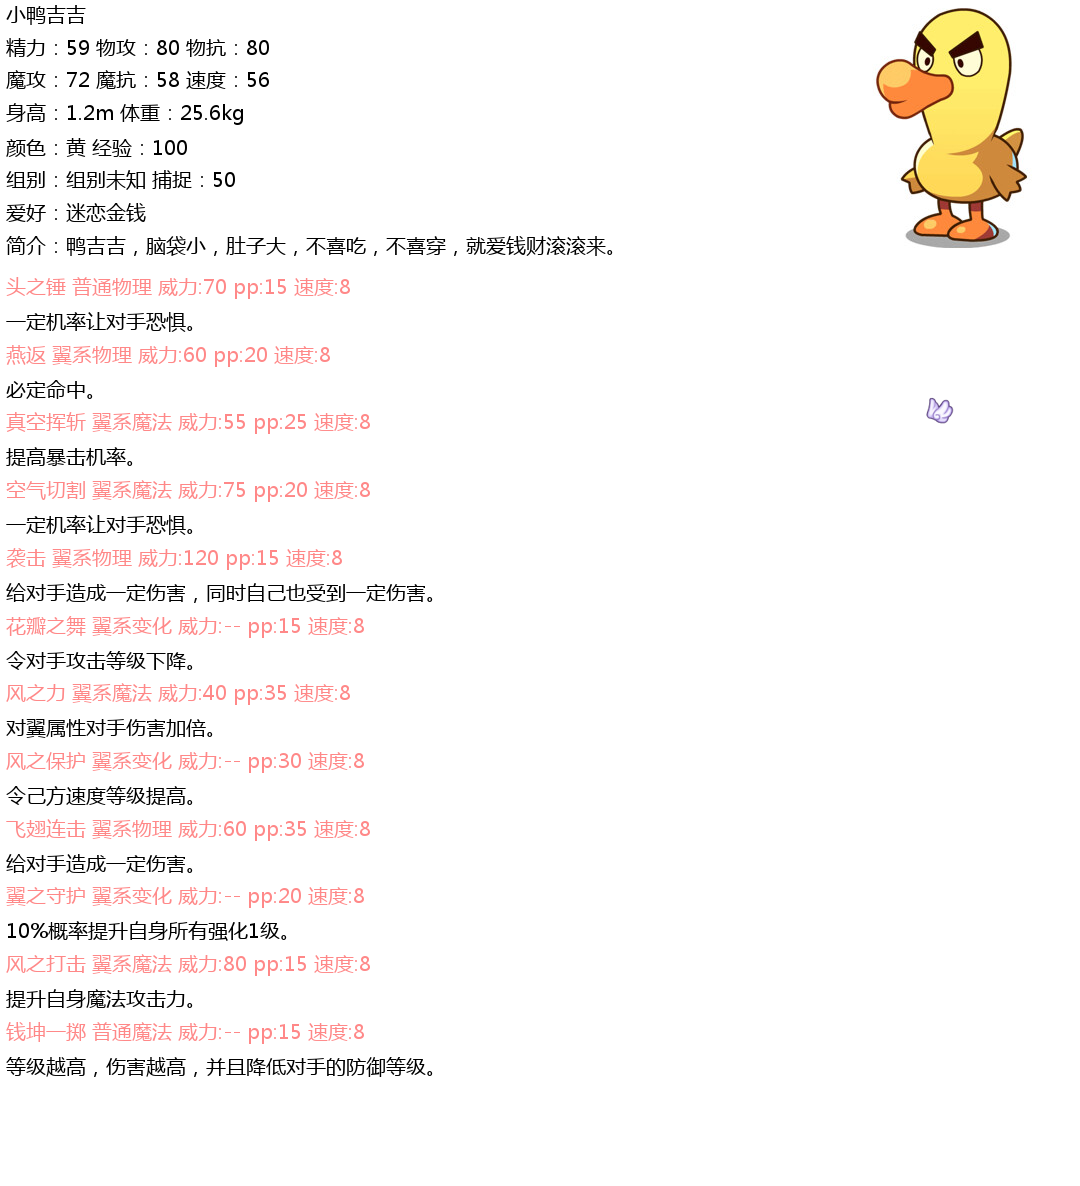 小鸭吉吉
精力：59 物攻：80 物抗：80
魔攻：72 魔抗：58 速度：56
身高：1.2m 体重：25.6kg
颜色：黄 经验：100
组别：组别未知 捕捉：50
爱好：迷恋金钱
简介：鸭吉吉，脑袋小，肚子大，不喜吃，不喜穿，就爱钱财滚滚来。
头之锤 普通物理 威力:70 pp:15 速度:8
一定机率让对手恐惧。
燕返 翼系物理 威力:60 pp:20 速度:8
必定命中。
真空挥斩 翼系魔法 威力:55 pp:25 速度:8
提高暴击机率。
空气切割 翼系魔法 威力:75 pp:20 速度:8
一定机率让对手恐惧。
袭击 翼系物理 威力:120 pp:15 速度:8
给对手造成一定伤害，同时自己也受到一定伤害。
花瓣之舞 翼系变化 威力:-- pp:15 速度:8
令对手攻击等级下降。
风之力 翼系魔法 威力:40 pp:35 速度:8
对翼属性对手伤害加倍。
风之保护 翼系变化 威力:-- pp:30 速度:8
令己方速度等级提高。
飞翅连击 翼系物理 威力:60 pp:35 速度:8
给对手造成一定伤害。
翼之守护 翼系变化 威力:-- pp:20 速度:8
10%概率提升自身所有强化1级。
风之打击 翼系魔法 威力:80 pp:15 速度:8
提升自身魔法攻击力。
钱坤一掷 普通魔法 威力:-- pp:15 速度:8
等级越高，伤害越高，并且降低对手的防御等级。